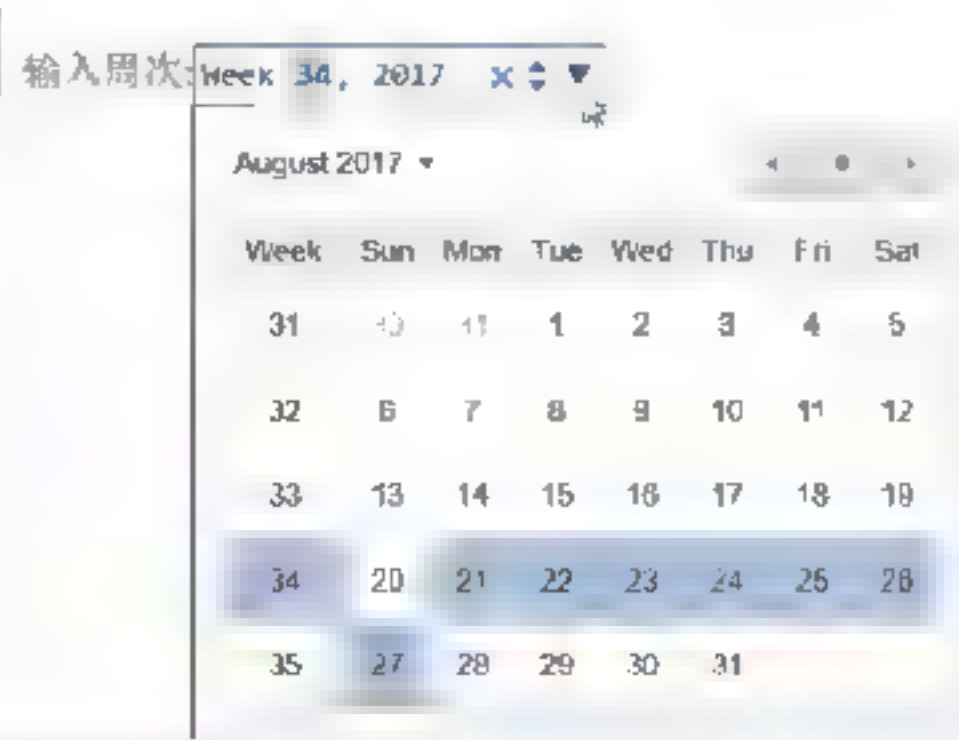 输入周次:Week 34, 2017
August 2017
Week Sun Mon Tue Wed Thu Fri Sat
31 1 2 3 4 5
32 6 7 8 9 10 11 12
33 13 14 15 16 17 18 19
34 20 21 22 23 24 25 26
35 27 28 29 30 31